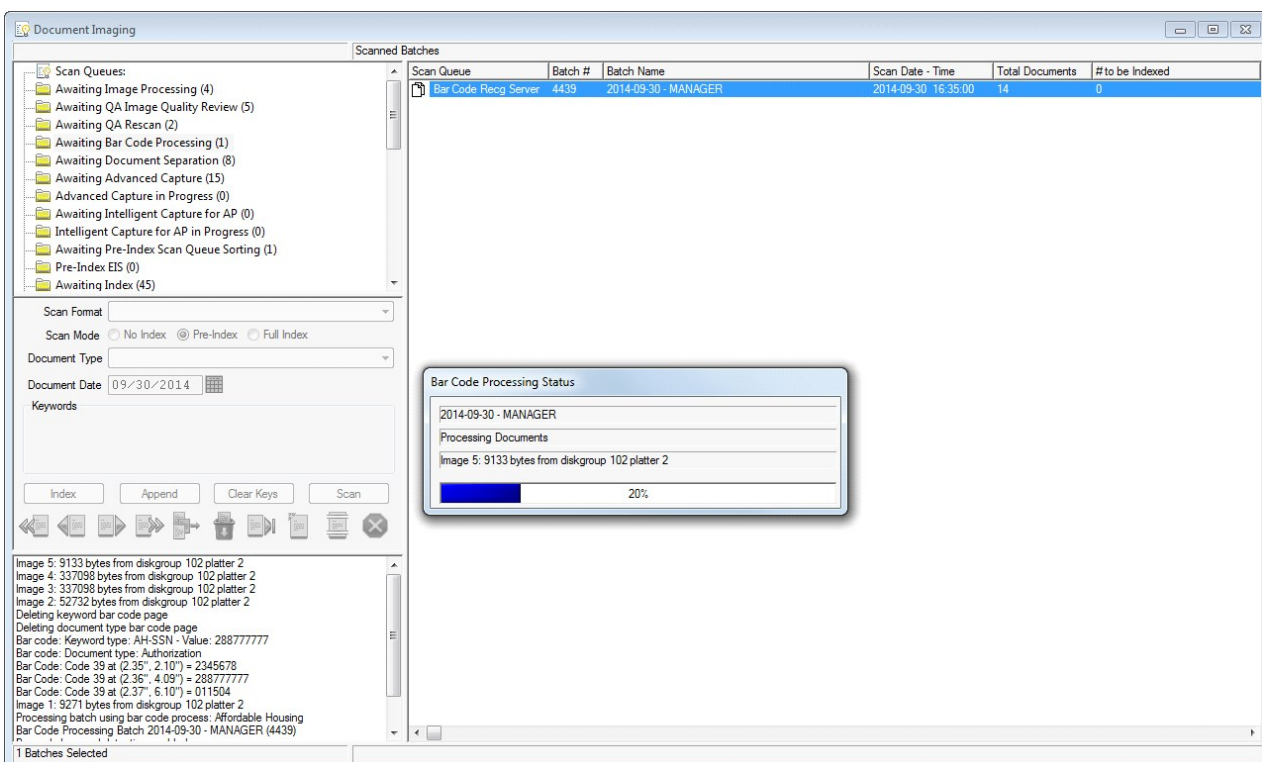 Document Imaging
Scanned Batches
Scan Queues:
Awaiting Image Processing (4)
Awaiting QA Image Quality Review (5)
Awaiting QA Rescan (2)
Awaiting Bar Code Processing (1)
Awaiting Document Separation (8)
Awaiting Advanced Capture (15)
Advanced Capture in Progress (0)
Awaiting Intelligent Capture for AP (0)
Intelligent Capture for AP in Progress (0)
Awaiting Pre-Index Scan Queue Sorting (1)
Pre-Index EIS (0)
Awaiting Index (45)
Scan Queue Batch # Batch Name Scan Date - Time Total Documents # to be Indexed
Bar Code Recg Server 4439 2014-09-30 - MANAGER 2014-09-30 16:35:00 14 0
Scan Format
Scan Mode No Index Pre-Index Full Index
Document Type
Document Date 09/30/2014
Keywords
Index Append Clear Keys Scan
Bar Code Processing Status
2014-09-30 - MANAGER
Processing Documents
Image 5: 9133 bytes from diskgroup 102 platter 2
20%
Image 5: 9133 bytes from diskgroup 102 platter 2
Image 4: 337098 bytes from diskgroup 102 platter 2
Image 3: 337098 bytes from diskgroup 102 platter 2
Image 2: 52732 bytes from diskgroup 102 platter 2
Deleting keyword bar code page
Deleting document type bar code page
Bar code: Keyword type: AH-SSN - Value: 288777777
Bar code: Document type: Authorization
Bar Code: Code 39 at (2.35", 2.10") = 2345678
Bar Code: Code 39 at (2.36", 4.09") = 288777777
Bar Code: Code 39 at (2.37", 6.10") = 011504
Image 1: 9271 bytes from diskgroup 102 platter 2
Processing batch using bar code process: Affordable Housing
Bar Code Processing Batch 2014-09-30 - MANAGER (4439)
1 Batches Selected